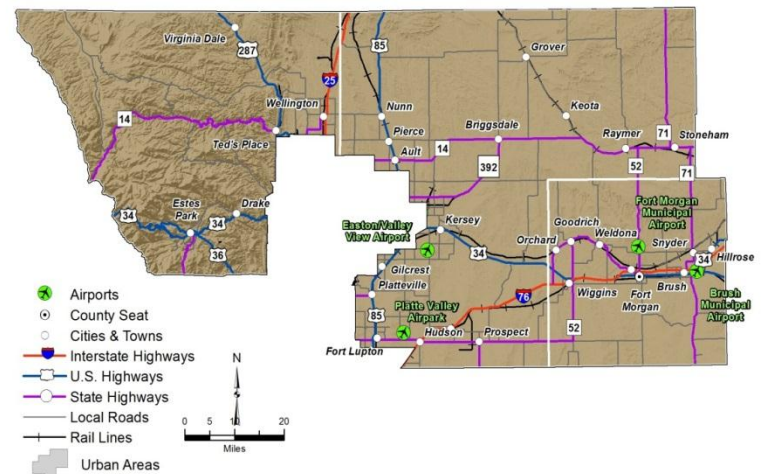 Virginia Dale
287
25
85
Grover
Wellington
Nunn
Keota
14
Pierce
Briggsdale
Raymer
71
Stoneham
Ted's Place
Ault
14
392
52
71
Estes
Park
Drake
34
34
36
Easton/Valley
View Airport
Kersey
Fort Morgan
Municipal
Airport
Goodrich
Orchard
Weldona
Snyder
Hillrose
34
34
Gilcrest
Platteville
Wiggins
Fort
Morgan
Brush
Brush
Municipal
Airport
76
85
Platte Valley
Airpark
Hudson
Prospect
52
Fort Lupton
Airports
County Seat
Cities & Towns
Interstate Highways
U.S. Highways
State Highways
Local Roads
Rail Lines
Urban Areas
N
0 5 10 20
Miles